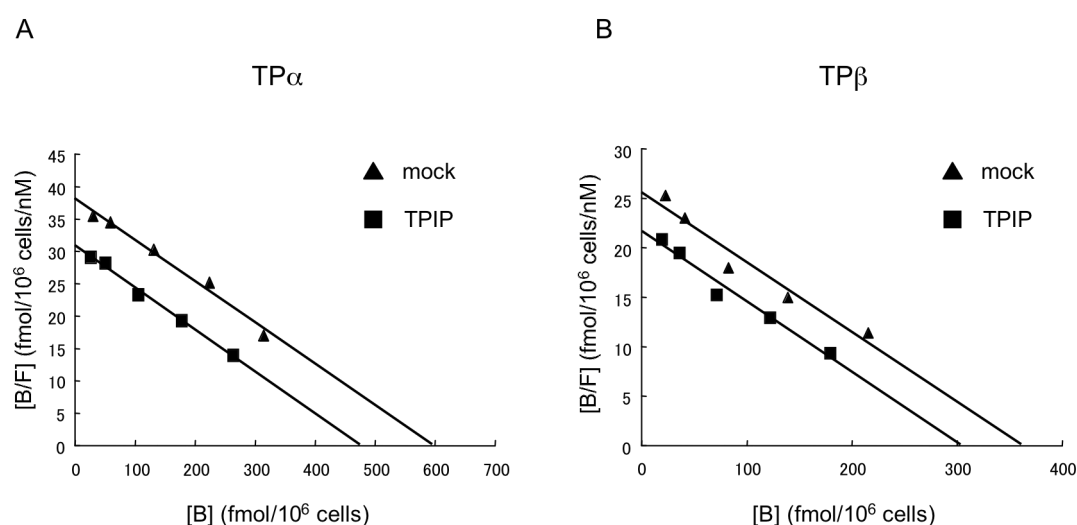 A
TPα
[B/F] (fmol/10⁶ cells/nM)
45
40
35
30
25
20
15
10
5
0
0 100 200 300 400 500 600 700
[B] (fmol/10⁶ cells)
▲ mock
■ TPIP
B
TPβ
[B/F] (fmol/10⁶ cells/nM)
30
25
20
15
10
5
0
0 100 200 300 400
[B] (fmol/10⁶ cells)
▲ mock
■ TPIP